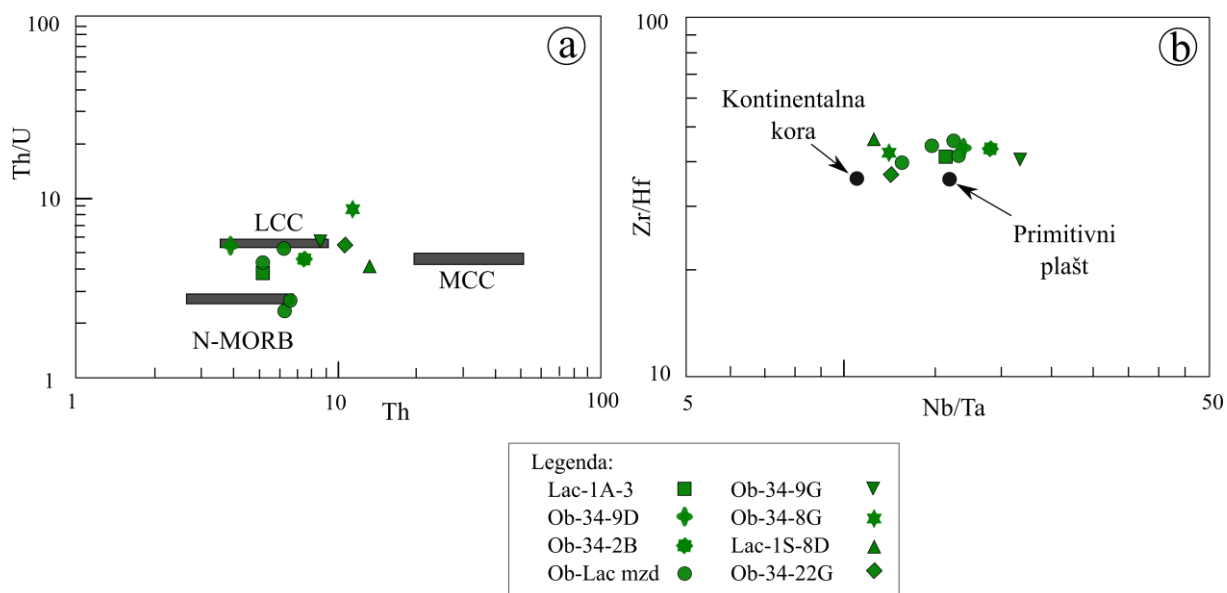 100
10
1
Th/U
a
LCC
MCC
N-MORB
1
10
100
Th
100
10
Zr/Hf
b
Kontinentalna
kora
Primitivni
plašt
5
50
Nb/Ta
Legenda:
Lac-1A-3
Ob-34-9G
Ob-34-9D
Ob-34-8G
Ob-34-2B
Lac-1S-8D
Ob-Lac mzd
Ob-34-22G